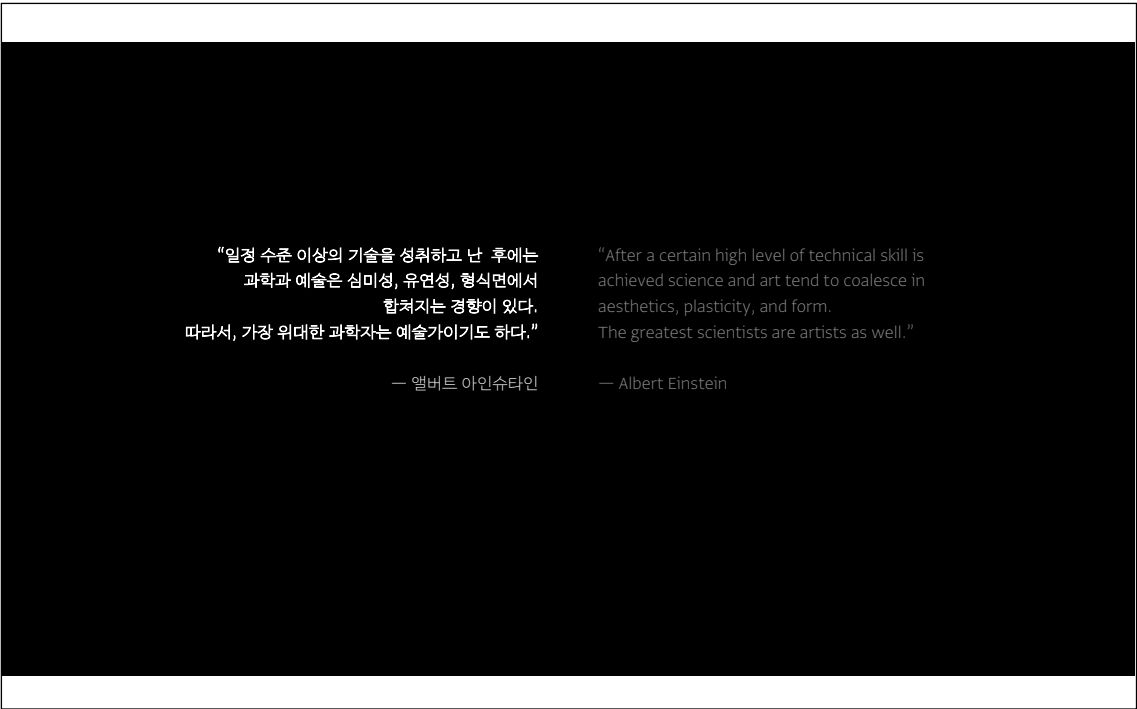 “일정 수준 이상의 기술을 성취하고 난  후에는
과학과 예술은 심미성, 유연성, 형식면에서
합쳐지는 경향이 있다.
따라서, 가장 위대한 과학자는 예술가이기도 하다.”
— 앨버트 아인슈타인
“After a certain high level of technical skill is
achieved science and art tend to coalesce in
aesthetics, plasticity, and form.
The greatest scientists are artists as well.”
— Albert Einstein